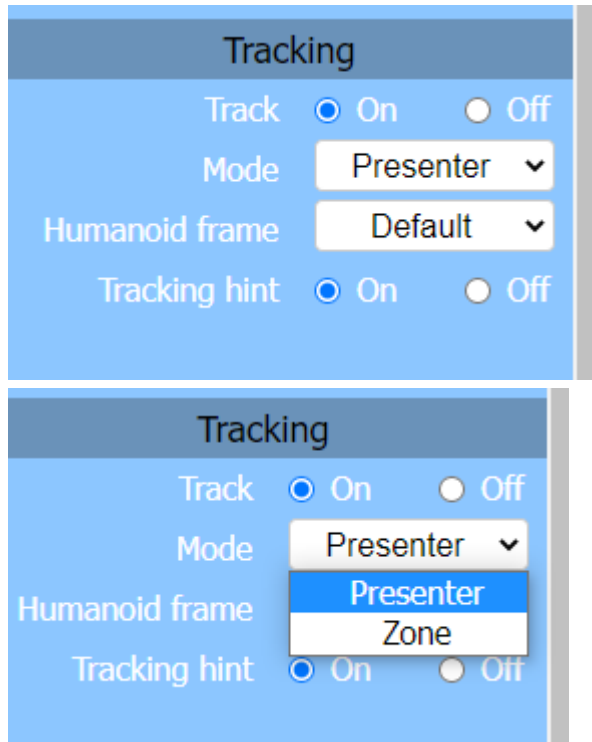 Tracking
Track On Off
Mode Presenter
Humanoid frame Default
Tracking hint On Off
Tracking
Track On Off
Mode Presenter
Presenter
Humanoid frame
Zone
Tracking hint On Off